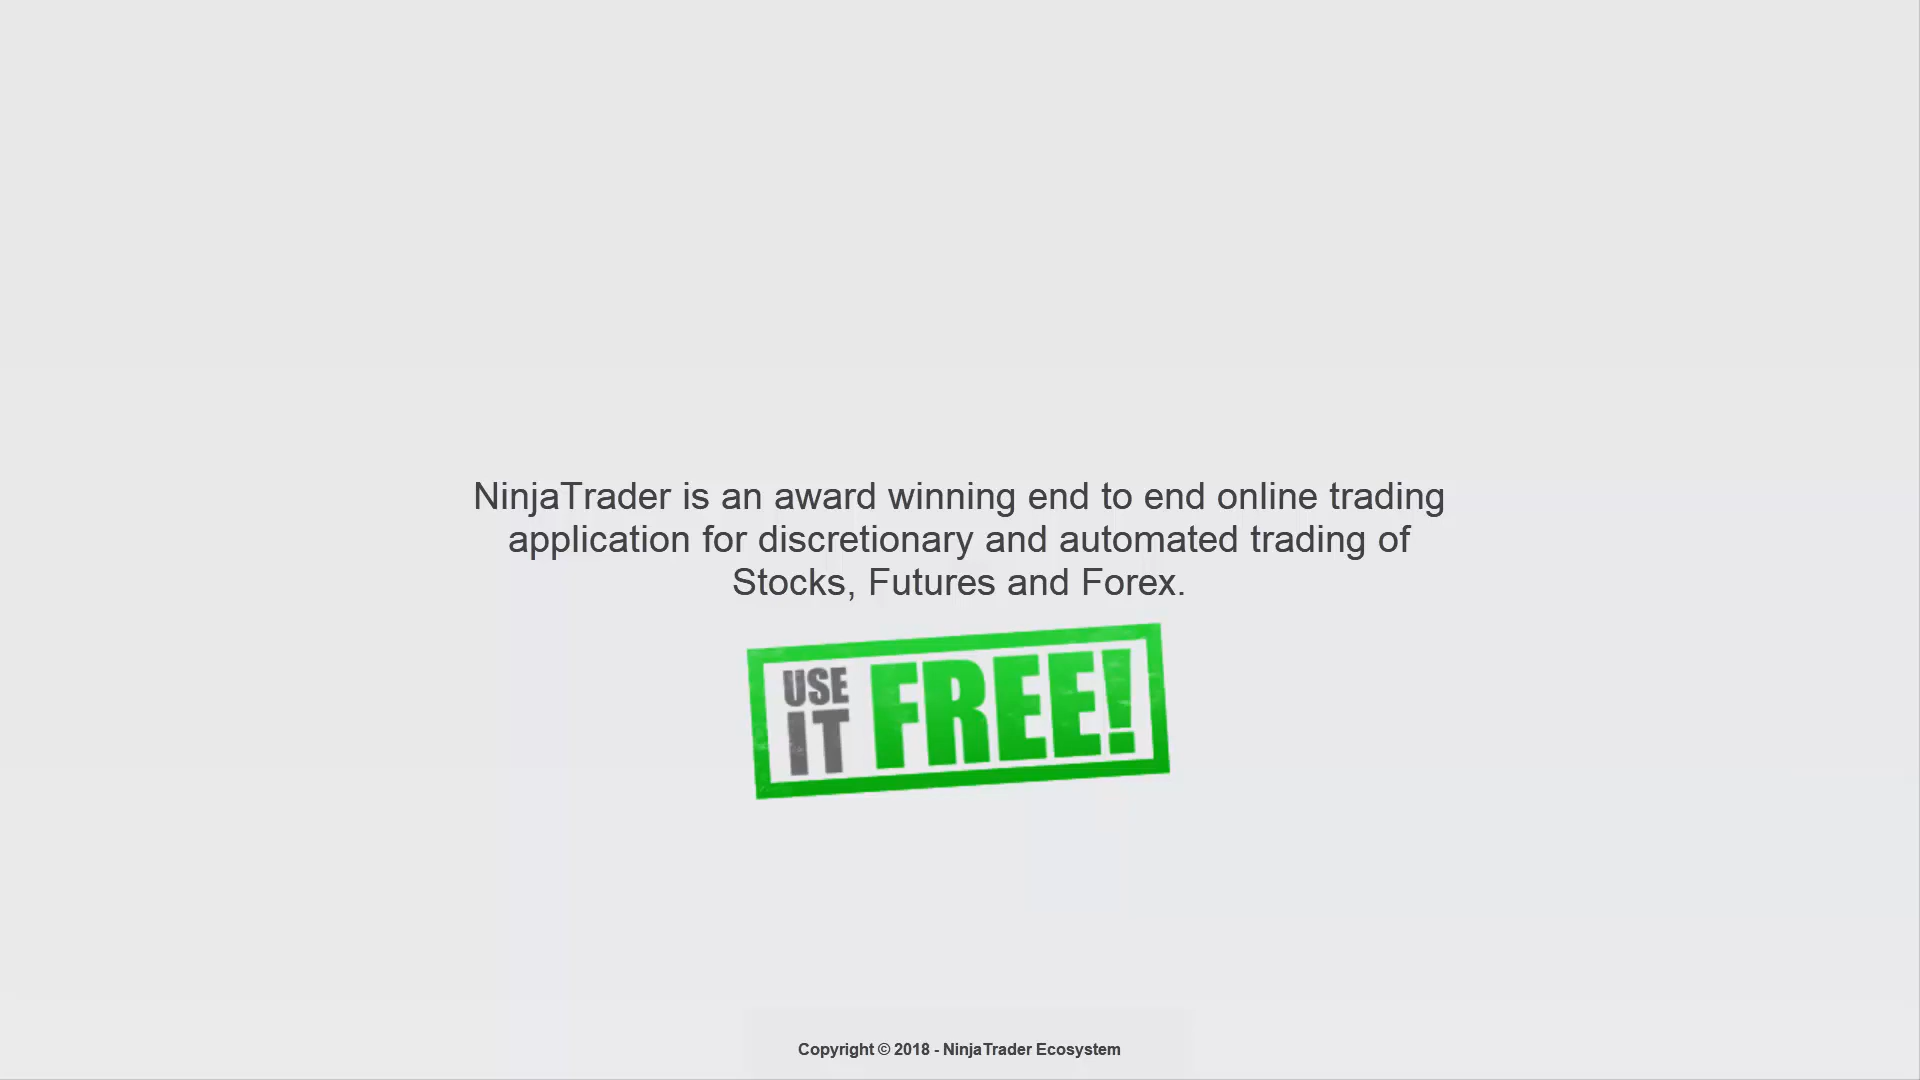 NinjaTrader is an award winning end to end online trading
application for discretionary and automated trading of
Stocks, Futures and Forex.
USE
IT FREE!
Copyright © 2018 - NinjaTrader Ecosystem